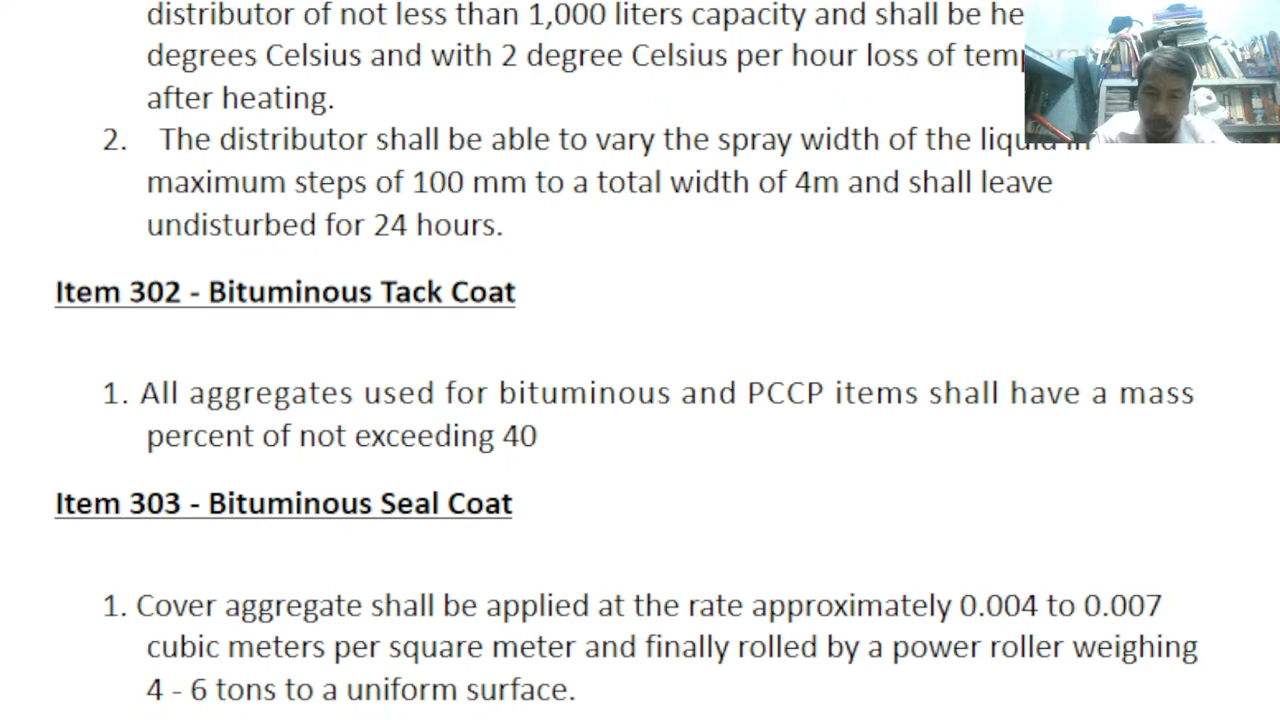 distributor of not less than 1,000 liters capacity and shall be
degrees Celsius and with 2 degree Celsius per hour loss of
after heating.
2. The distributor shall be able to vary the spray width of the liquid in
maximum steps of 100 mm to a total width of 4m and shall leave
undisturbed for 24 hours.
Item 302 - Bituminous Tack Coat
1. All aggregates used for bituminous and PCCP items shall have a mass
percent of not exceeding 40
Item 303 - Bituminous Seal Coat
1. Cover aggregate shall be applied at the rate approximately 0.004 to 0.007
cubic meters per square meter and finally rolled by a power roller weighing
4 - 6 tons to a uniform surface.